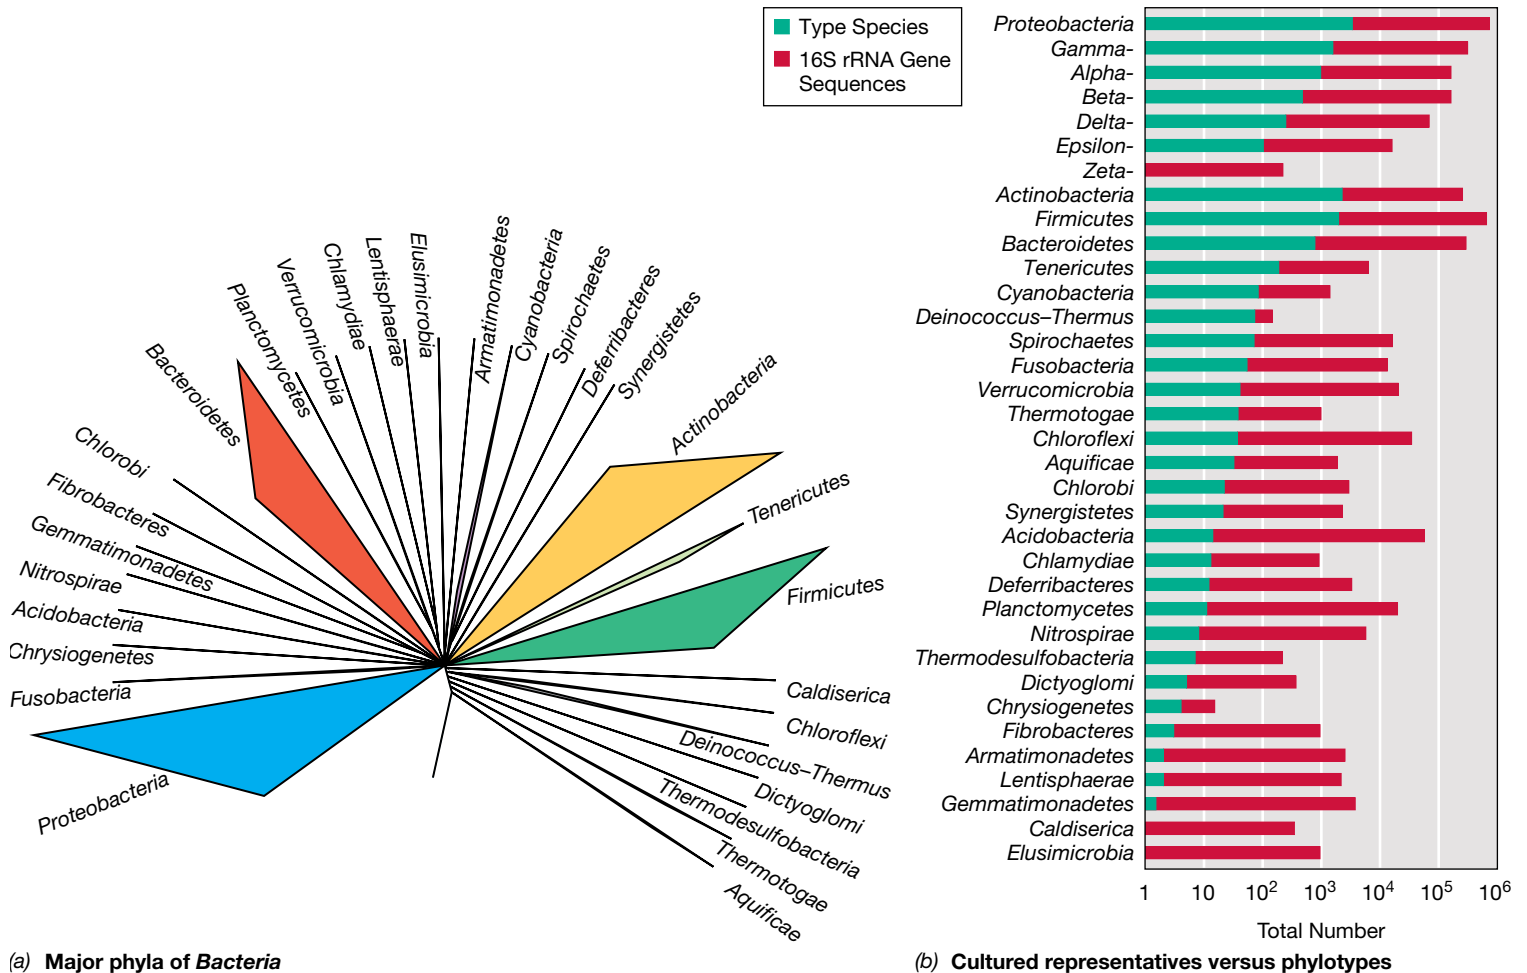 Type Species
16S rRNA Gene
Sequences
Proteobacteria
Gamma-
Alpha-
Beta-
Delta-
Epsilon-
Zeta-
Actinobacteria
Firmicutes
Bacteroidetes
Tenericutes
Cyanobacteria
Deinococcus–Thermus
Spirochaetes
Fusobacteria
Verrucomicrobia
Thermotogae
Chloroflexi
Aquificae
Chlorobi
Synergistetes
Acidobacteria
Chlamydiae
Deferribacteres
Planctomycetes
Nitrospirae
Thermodesulfobacteria
Dictyoglomi
Chrysiogenetes
Fibrobacteres
Armatimonadetes
Lentisphaerae
Gemmatimonadetes
Caldiserica
Elusimicrobia
1 10 10² 10³ 10⁴ 10⁵ 10⁶
Total Number
(b) Cultured representatives versus phylotypes
Proteobacteria
Fusobacteria
Chrysiogenetes
Acidobacteria
Nitrospirae
Gemmatimonadetes
Fibrobacteres
Chlorobi
Bacteroidetes
Planctomycetes
Verrucomicrobia
Chlamydiae
Lentisphaerae
Elusimicrobia
Armatimonadetes
Cyanobacteria
Spirochaetes
Deferribacteres
Synergistetes
Actinobacteria
Tenericutes
Firmicutes
Caldiserica
Chloroflexi
Deinococcus–Thermus
Dictyoglomi
Thermodesulfobacteria
Thermotogae
Aquificae
(a) Major phyla of Bacteria